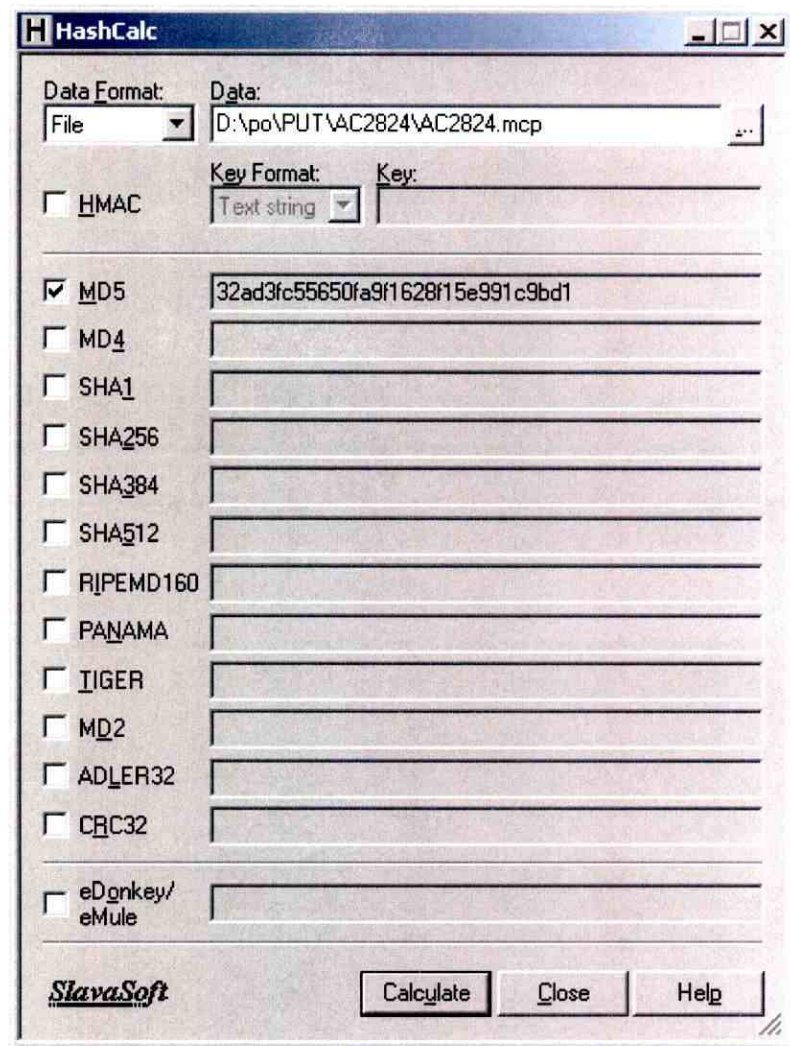 H HashCalc
Data Format: Data:
File D:\po\PUT\AC2824\AC2824.mcp ...
Key Format: Key:
HMAC Text string
MD5 32ad3fc55650fa9f1628f15e991c9bd1
MD4
SHA1
SHA256
SHA384
SHA512
RIPEMD160
PANAMA
TIGER
MD2
ADLER32
CRC32
eDonkey/
eMule
SlavaSoft Calculate Close Help